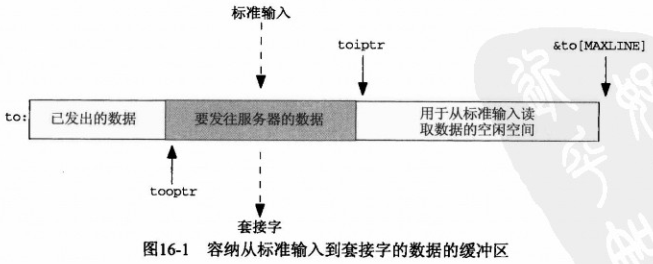 标准输入
toiptr
&to[MAXLINE]
to:
已发出的数据
要发往服务器的数据
用于从标准输入读
取数据的空闲空间
tooptr
套接字
图16-1 容纳从标准输入到套接字的数据的缓冲区